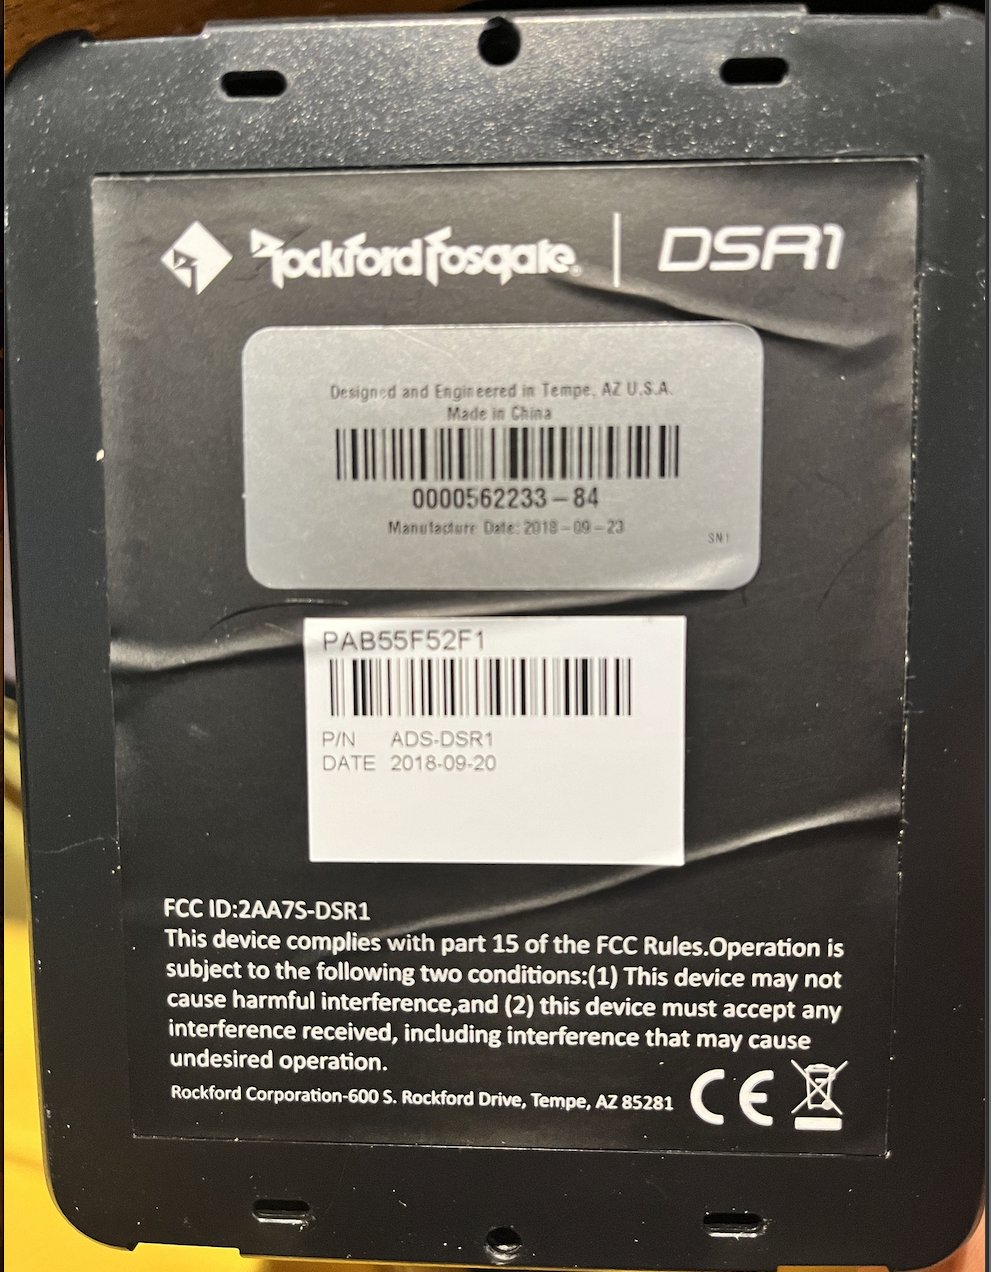 Rockford Fosgate® | DSR1
Designed and Engineered in Tempe, AZ U.S.A.
Made in China
0000562233-84
Manufacture Date: 2018-09-23
SN1
PAB55F52F1
P/N ADS-DSR1
DATE 2018-09-20
FCC ID:2AA7S-DSR1
This device complies with part 15 of the FCC Rules.Operation is
subject to the following two conditions:(1) This device may not
cause harmful interference,and (2) this device must accept any
interference received, including interference that may cause
undesired operation.
Rockford Corporation-600 S. Rockford Drive, Tempe, AZ 85281
CE